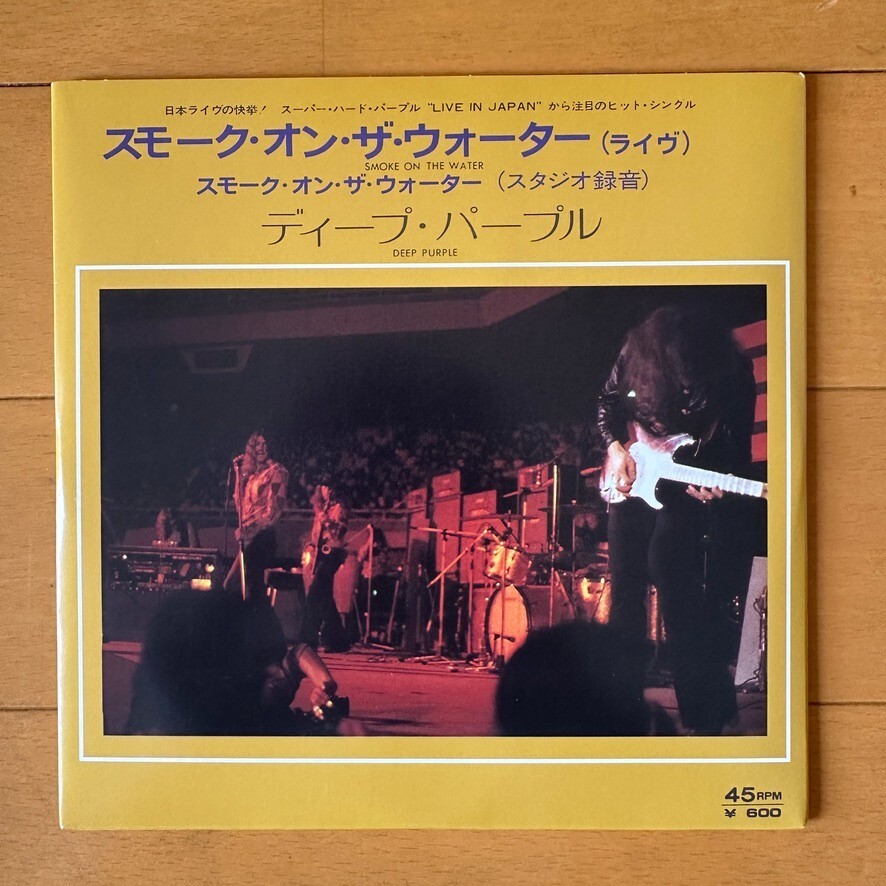 日本ライヴの快挙! スーパー・ハード・パープル "LIVE IN JAPAN" から注目のヒット・シングル
スモーク・オン・ザ・ウォーター (ライヴ)
SMOKE ON THE WATER
スモーク・オン・ザ・ウォーター (スタジオ録音)
ディープ・パープル
DEEP PURPLE
45 RPM
¥ 600